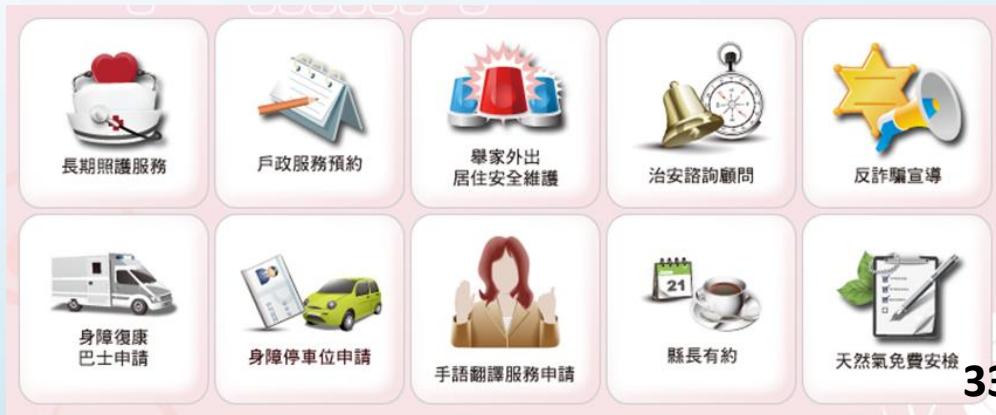 長期照護服務
戶政服務預約
舉家外出
居住安全維護
治安諮詢顧問
反詐騙宣導
身障復康
巴士申請
身障停車位申請
手語翻譯服務申請
21
縣長有約
天然氣免費安檢
33